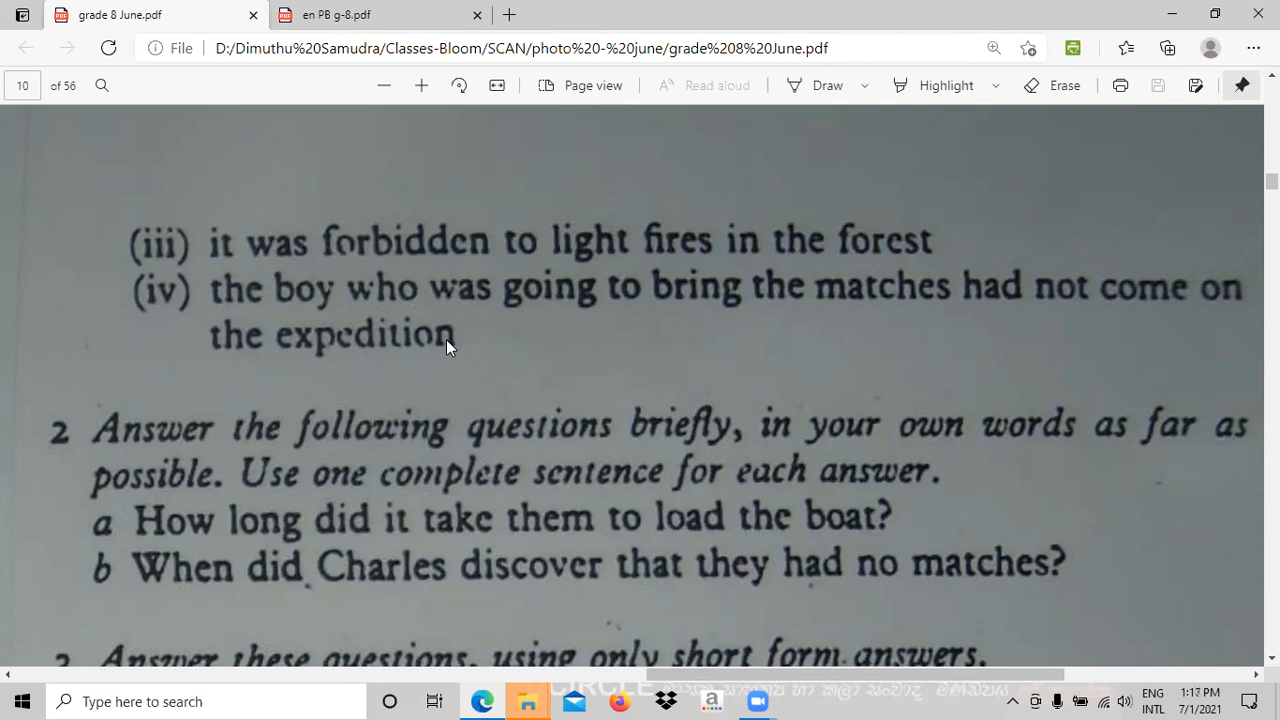 grade 8 June.pdf
en PB g-8.pdf
File D:/Dimuthu%20Samudra/Classes-Bloom/SCAN/photo%20-%20june/grade%208%20June.pdf
10 of 56 Page view Read aloud Draw Highlight Erase
(iii) it was forbidden to light fires in the forest
(iv) the boy who was going to bring the matches had not come on
the expedition
2 Answer the following questions briefly, in your own words as far as
possible. Use one complete sentence for each answer.
a How long did it take them to load the boat?
b When did Charles discover that they had no matches?
3 Answer these questions, using only short form answers.
CIRCLE
Type here to search
ENG 1:17 PM
INTL 7/1/2021